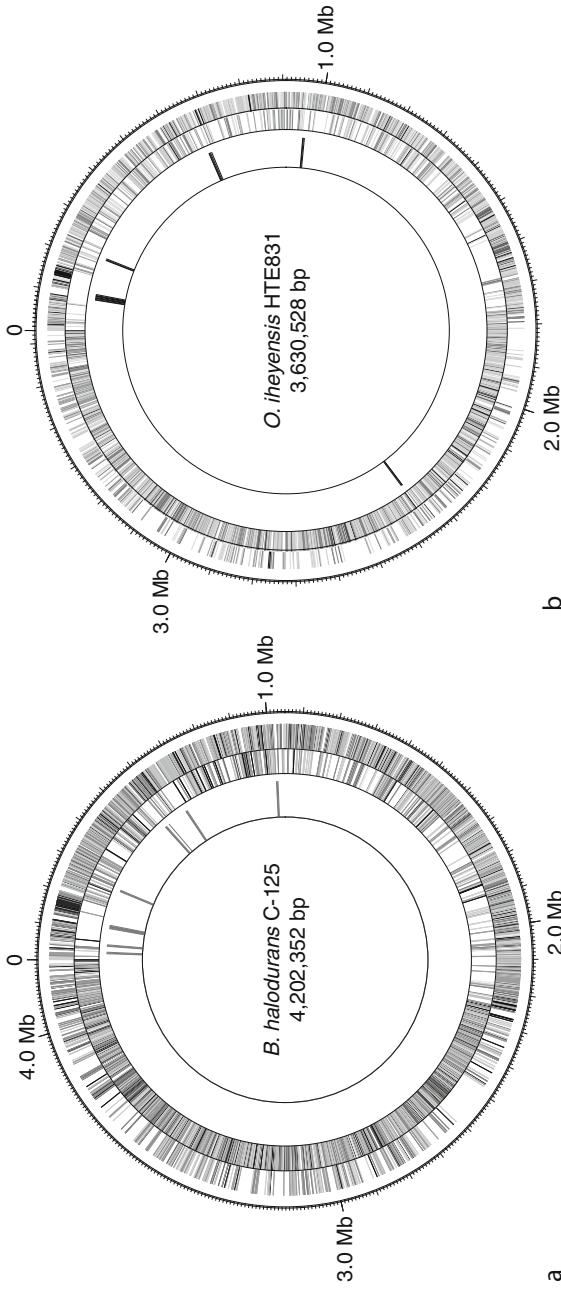 0
1.0 Mb
2.0 Mb
3.0 Mb
4.0 Mb
B. halodurans C-125
4,202,352 bp
a
0
1.0 Mb
2.0 Mb
3.0 Mb
O. iheyensis HTE831
3,630,528 bp
b